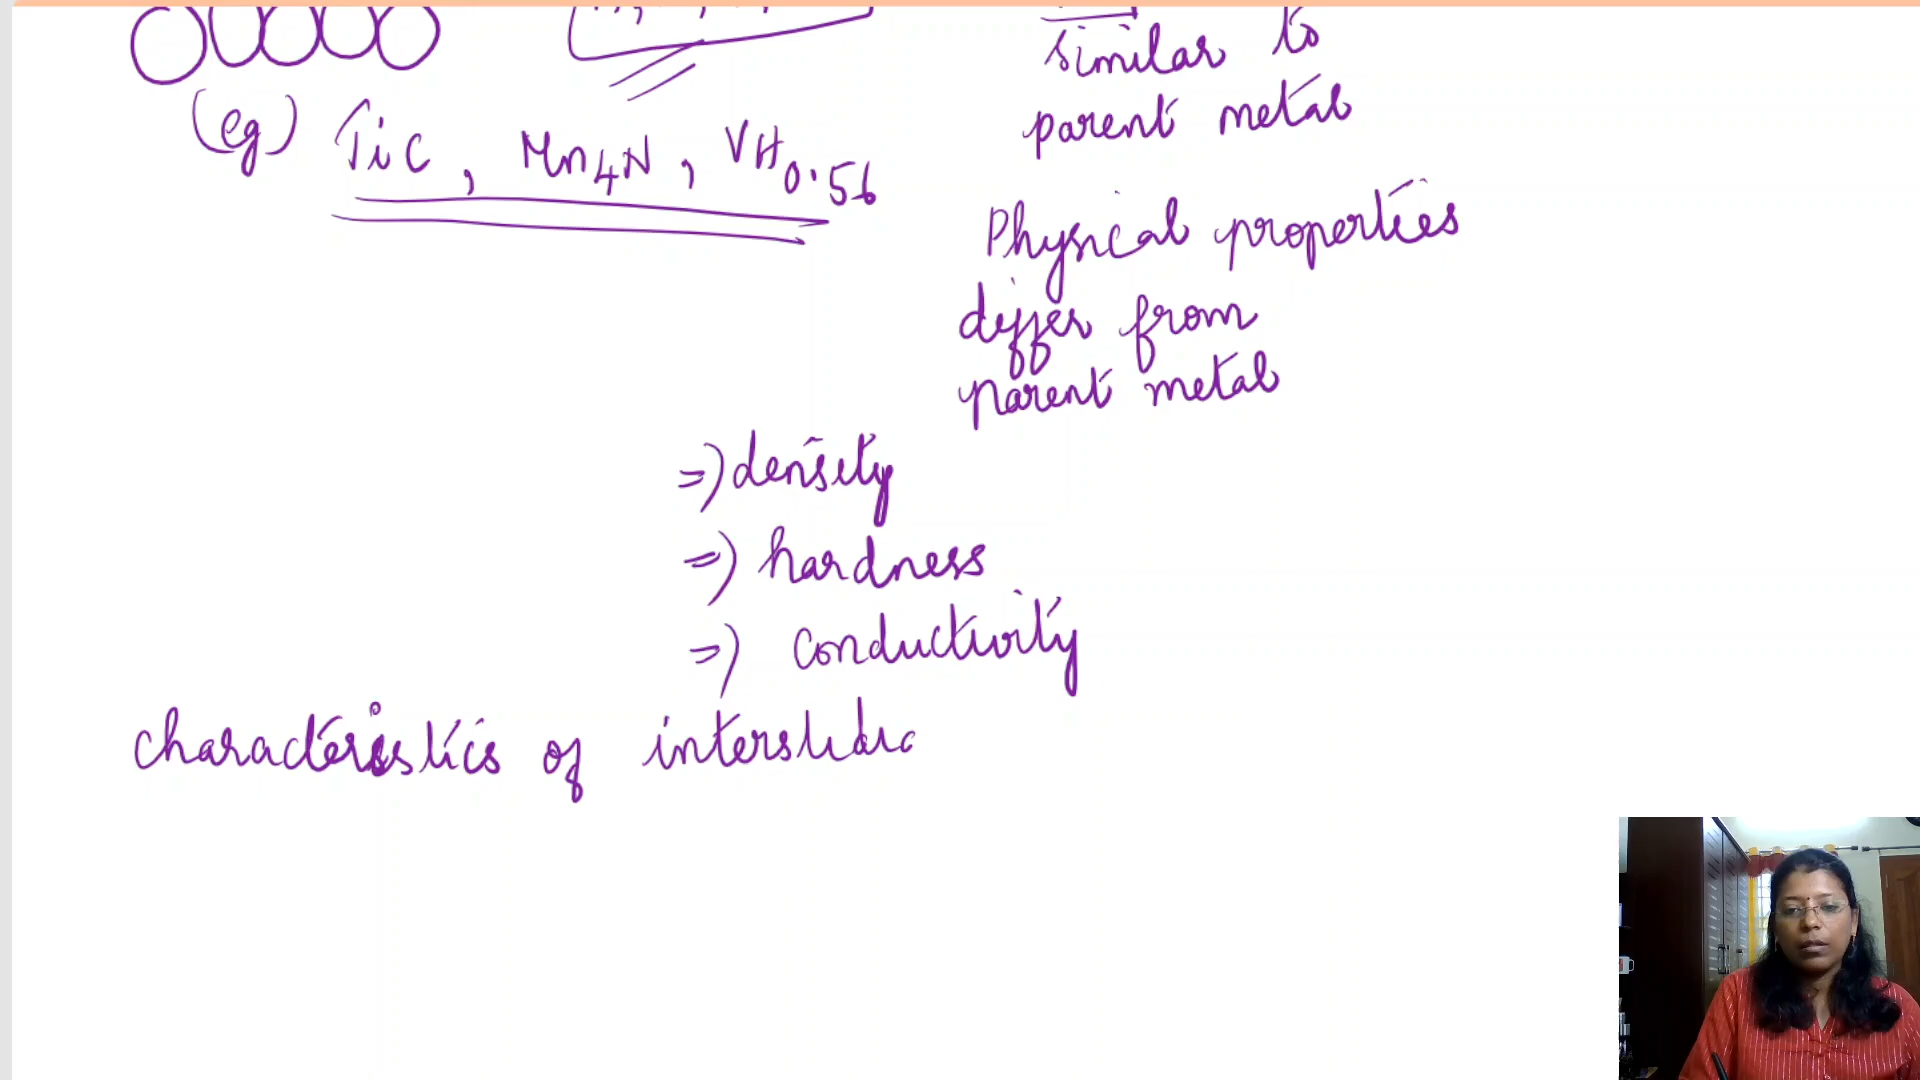 similar to
parent metal
(eg) TiC, Mn4N, VH0.56
Physical properties
differ from
parent metal
=) density
=) hardness
=) conductivity
characteristics of